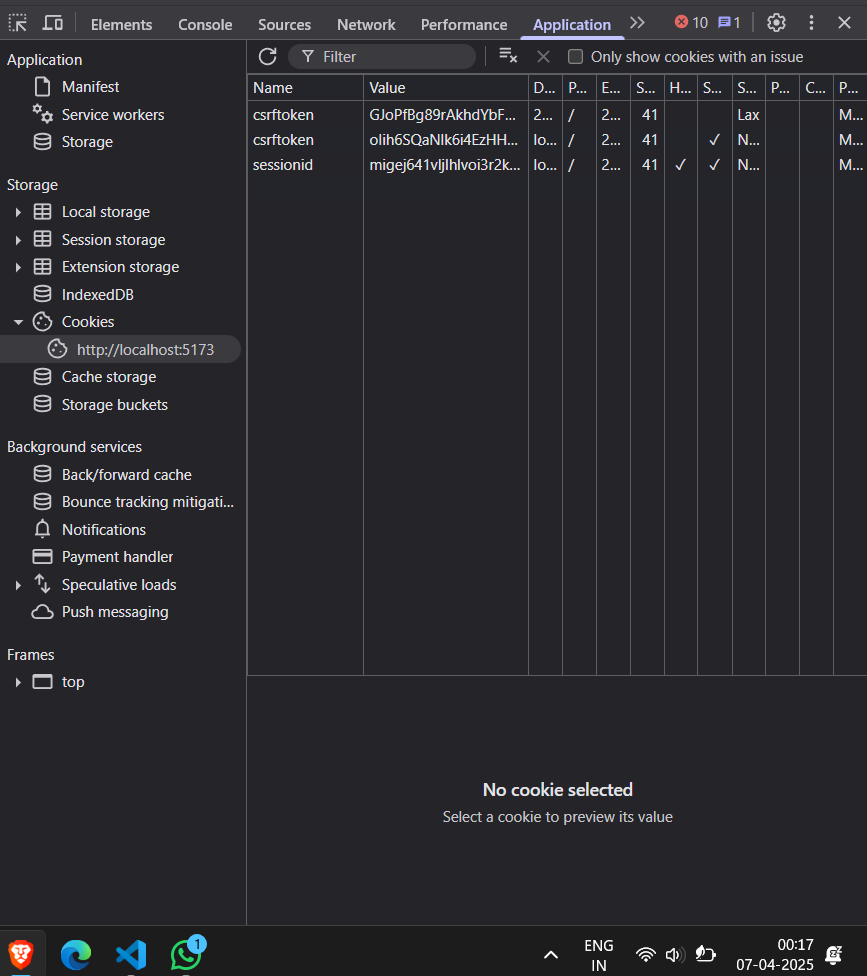 Elements Console Sources Network Performance Application 10 1
Application
Manifest
Service workers
Storage
Storage
Local storage
Session storage
Extension storage
IndexedDB
Cookies
http://localhost:5173
Cache storage
Storage buckets
Background services
Back/forward cache
Bounce tracking mitigati...
Notifications
Payment handler
Speculative loads
Push messaging
Frames
top
Filter Only show cookies with an issue
Name Value D... P... E... S... H... S... S... P... C... P...
csrftoken GJoPfBg89rAkhdYbF... 2... / 2... 41 Lax M...
csrftoken olih6SQaNlk6i4EzHH... lo... / 2... 41 ✓ N... M...
sessionid migej641vljlhlvoi3r2k... lo... / 2... 41 ✓ ✓ N... M...
No cookie selected
Select a cookie to preview its value
1
ENG
IN
00:17
07-04-2025